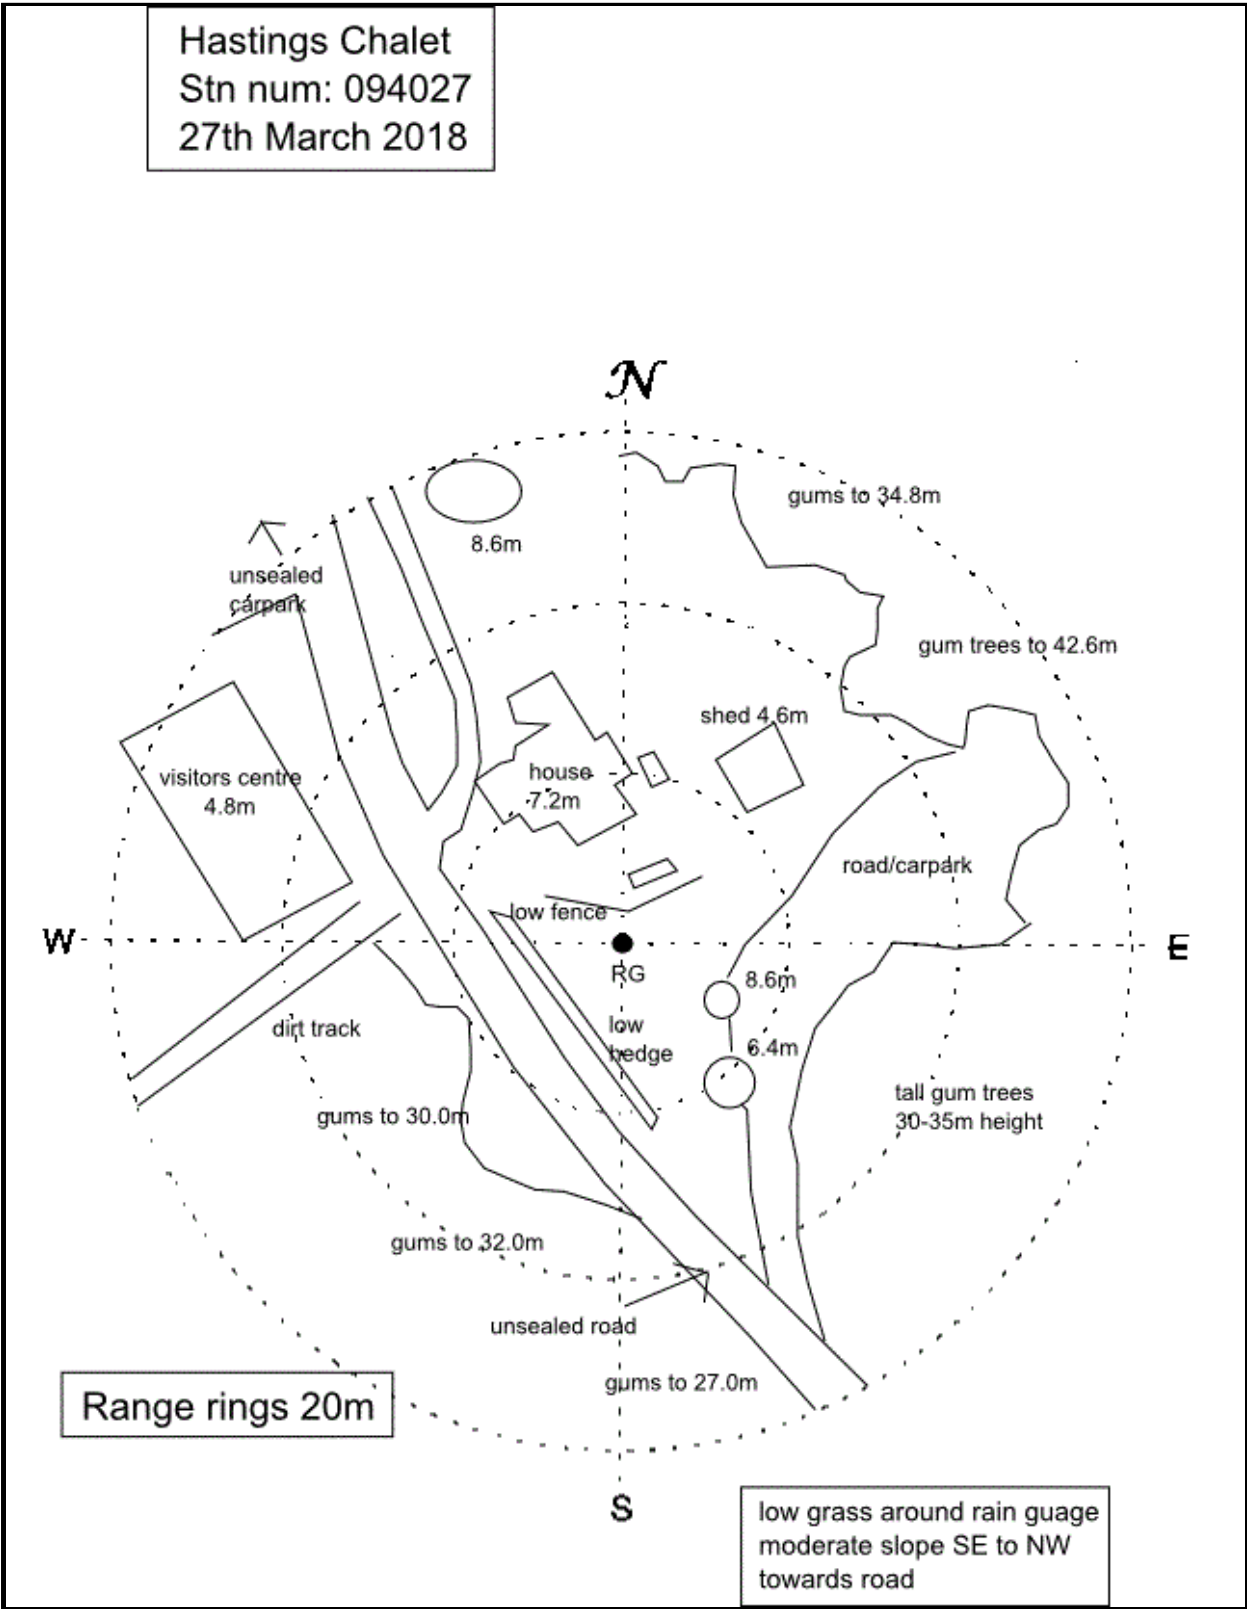 Hastings Chalet
Stn num: 094027
27th March 2018
N
gums to 34.8m
8.6m
unsealed
carpark
gum trees to 42.6m
shed 4.6m
visitors centre
4.8m
house
7.2m
road/carpark
low fence
W
E
RG
8.6m
low
hedge
dirt track
6.4m
tall gum trees
30-35m height
gums to 30.0m
gums to 32.0m
unsealed road
gums to 27.0m
Range rings 20m
S
low grass around rain guage
moderate slope SE to NW
towards road